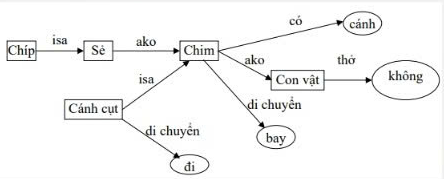 Chíp
isa
Sẻ
ako
Chim
có
cánh
ako
Con vật
thở
không
isa
Cánh cụt
di chuyển
di chuyển
bay
đi